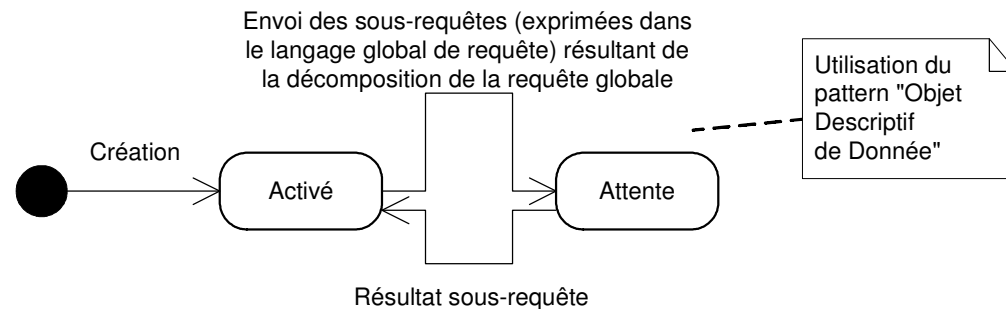 Envoi des sous-requêtes (exprimées dans
le langage global de requête) résultant de
la décomposition de la requête globale
Utilisation du
pattern "Objet
Descriptif
de Donnée"
Création
Activé
Attente
Résultat sous-requête